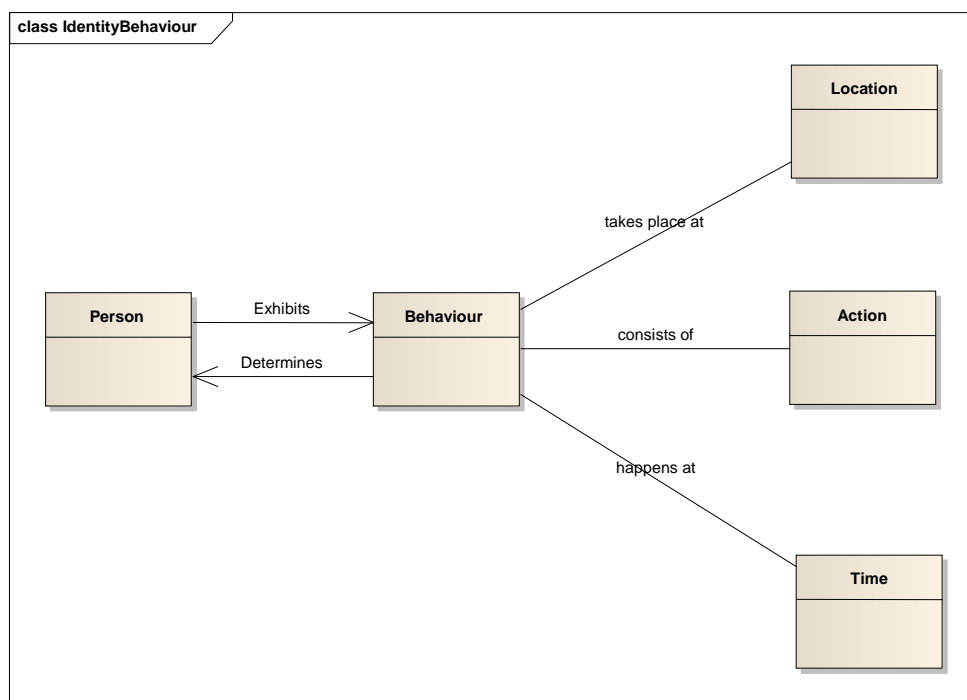 class IdentityBehaviour
Location
takes place at
Person
Exhibits
Determines
Behaviour
consists of
Action
happens at
Time